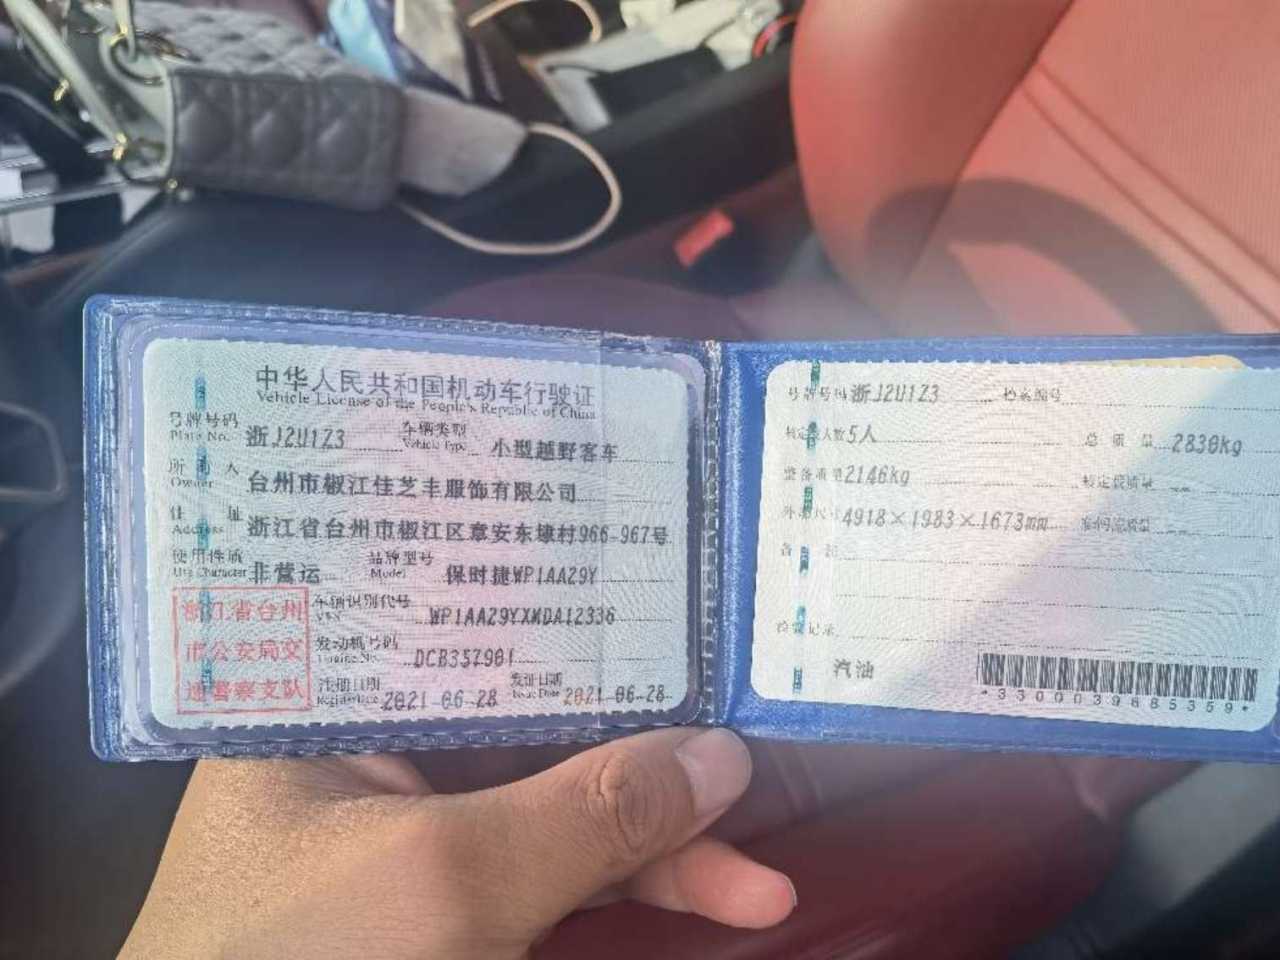 中华人民共和国机动车行驶证
Vehicle License of the People's Republic of China
号牌号码 浙J2U1Z3 车辆类型 小型越野客车
Plate No. Vehicle Type
所有人 台州市椒江佳芝丰服饰有限公司
Owner
住址 浙江省台州市椒江区章安东埭村966-967号
Address
使用性质 非营运 品牌型号 保时捷WP1AA29Y
Use Character Model
浙江省台州
市公安局交
通警察支队
车辆识别代号 WP1AA29YXMDA12336
VIN
发动机号码 DCB357901
Engine No.
注册日期 2021-06-28 发证日期 2021-06-28
Register Date Issue Date
号牌号码 浙J2U1Z3 档案编号
核定载人数 5人 总质量 2830kg
整备质量 2146kg 核定载质量 --
外廓尺寸 4918×1983×1673mm 准牵引总质量
备注
检验记录
汽油
*3300039885359*